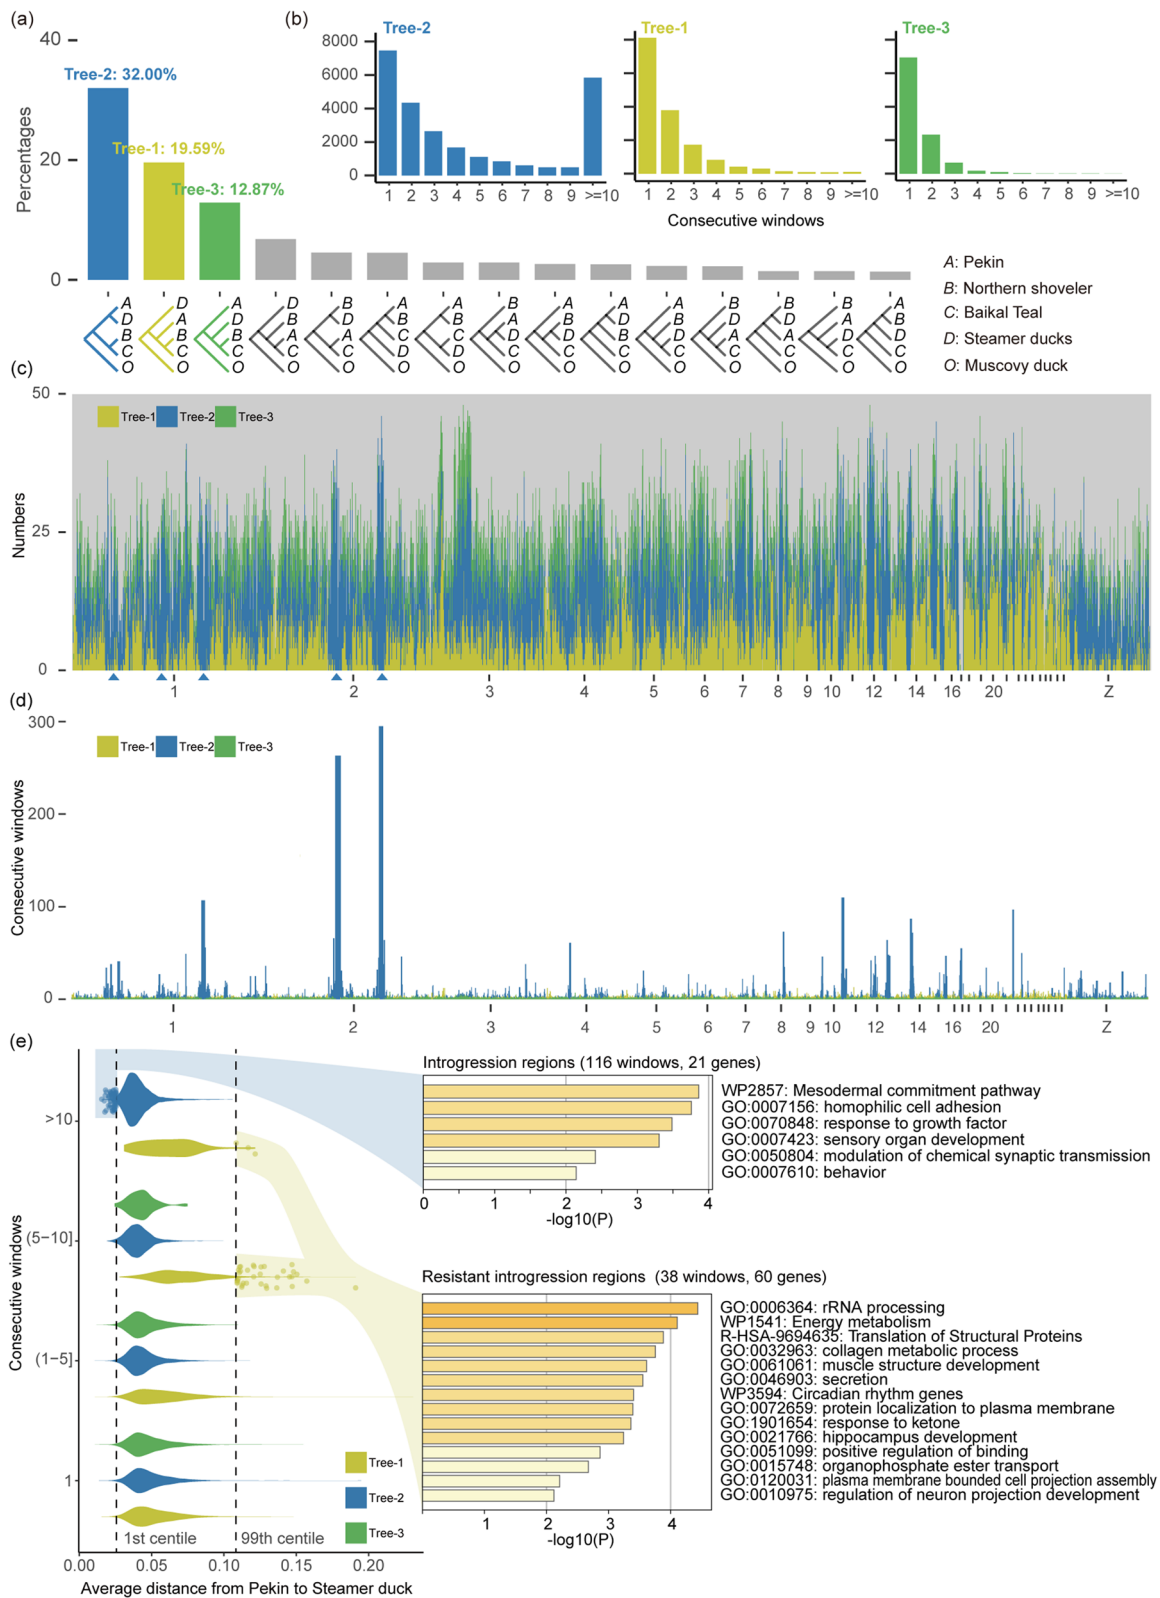 (a)
40
20
0
Percentages
Tree-2: 32.00%
Tree-1: 19.59%
Tree-3: 12.87%
A D D A D B A A B A A B B B A
D A D B D B B A A D B D D D B
B B B A A C C B D B D A A A D
C C C C C D D C C C C C C C C
O O O O O O O O O O O O O O O
(b)
Tree-2
Tree-1
Tree-3
8000
6000
4000
2000
0
1 2 3 4 5 6 7 8 9 >=10
1 2 3 4 5 6 7 8 9 >=10
1 2 3 4 5 6 7 8 9 >=10
Consecutive windows
A: Pekin
B: Northern shoveler
C: Baikal Teal
D: Steamer ducks
O: Muscovy duck
(c)
50
25
0
Numbers
Tree-1 Tree-2 Tree-3
1 2 3 4 5 6 7 8 9 10 12 14 16 20 Z
(d)
300
200
100
0
Consecutive windows
Tree-1 Tree-2 Tree-3
1 2 3 4 5 6 7 8 9 10 12 14 16 20 Z
(e)
Consecutive windows
>10
(5−10]
(1−5]
1
1st centile
99th centile
Tree-1
Tree-2
Tree-3
0.00 0.05 0.10 0.15 0.20
Average distance from Pekin to Steamer duck
Introgression regions (116 windows, 21 genes)
WP2857: Mesodermal commitment pathway
GO:0007156: homophilic cell adhesion
GO:0070848: response to growth factor
GO:0007423: sensory organ development
GO:0050804: modulation of chemical synaptic transmission
GO:0007610: behavior
0 1 2 3 4
-log10(P)
Resistant introgression regions (38 windows, 60 genes)
GO:0006364: rRNA processing
WP1541: Energy metabolism
R-HSA-9694635: Translation of Structural Proteins
GO:0032963: collagen metabolic process
GO:0061061: muscle structure development
GO:0046903: secretion
WP3594: Circadian rhythm genes
GO:0072659: protein localization to plasma membrane
GO:1901654: response to ketone
GO:0021766: hippocampus development
GO:0051099: positive regulation of binding
GO:0015748: organophosphate ester transport
GO:0120031: plasma membrane bounded cell projection assembly
GO:0010975: regulation of neuron projection development
1 2 3 4
-log10(P)